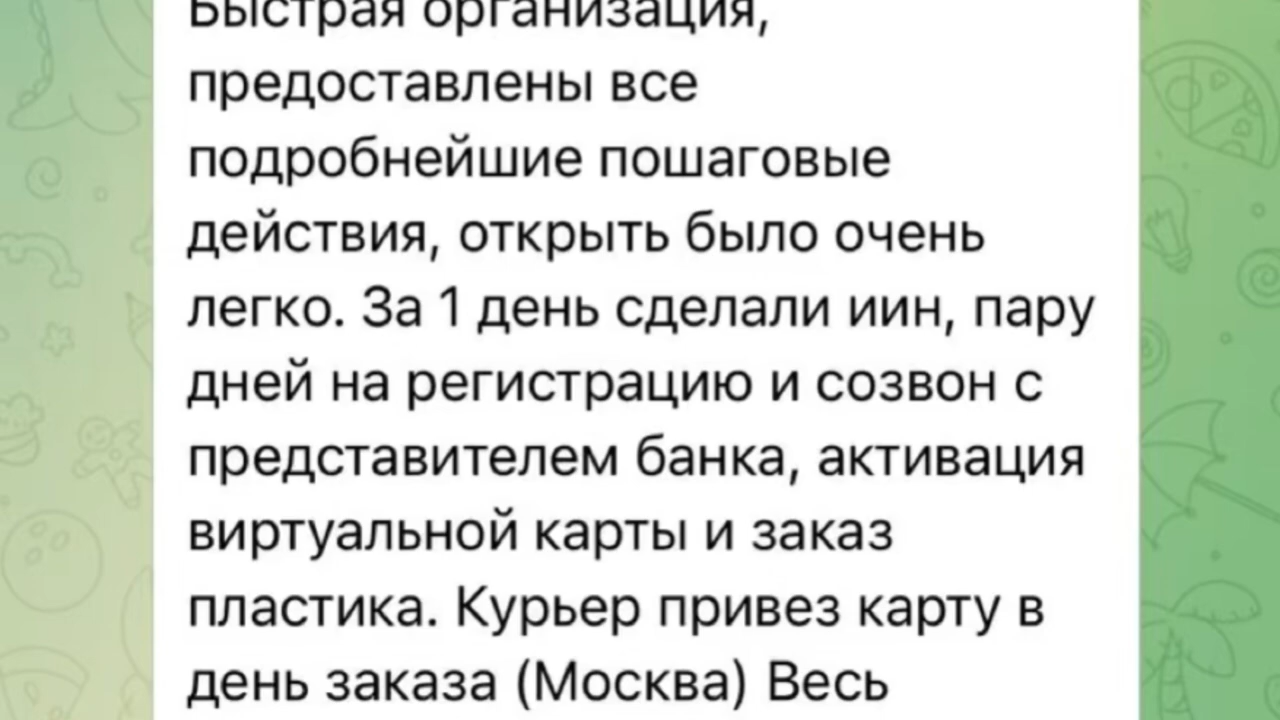 Быстрая организация,
предоставлены все
подробнейшие пошаговые
действия, открыть было очень
легко. За 1 день сделали иин, пару
дней на регистрацию и созвон с
представителем банка, активация
виртуальной карты и заказ
пластика. Курьер привез карту в
день заказа (Москва) Весь